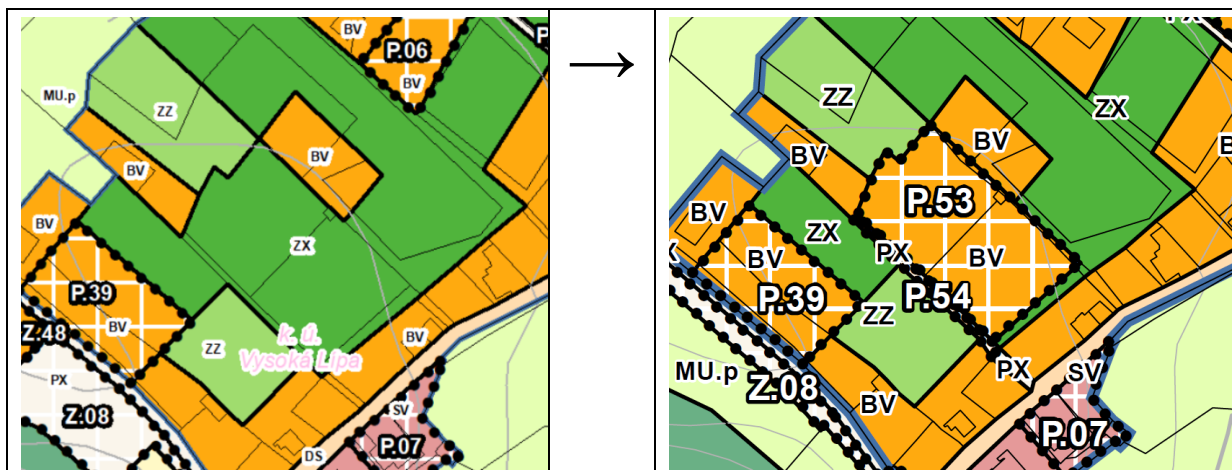 BV
P.06
P
BV
MU.p
ZZ
BV
BV
BV
ZX
P.39
BV
Z.48
ZZ
k. ú.
Vysoká Lípa
BV
PX
Z.08
SV
P.07
DS
→
PX
ZZ
ZX
BV
BV
B
P.53
BV
ZX
PX
BV
BV
P.39
P.54
ZZ
MU.p
Z.08
PX
SV
BV
P.07